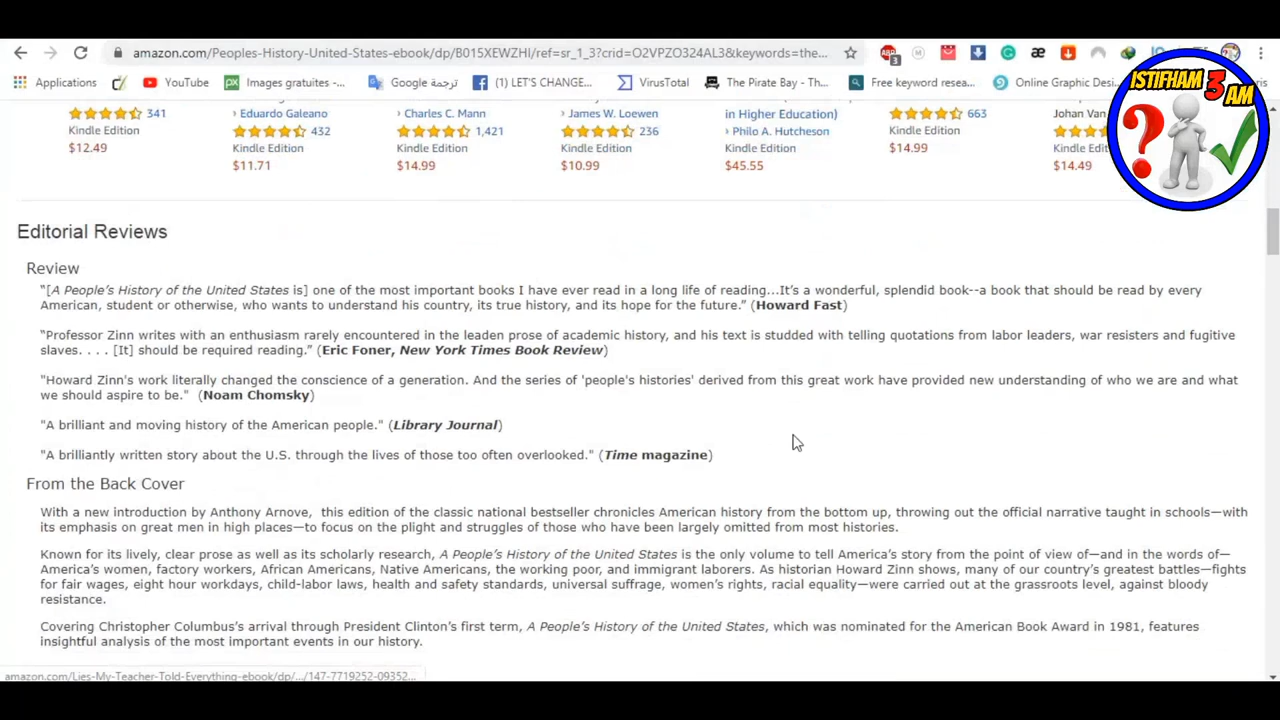 amazon.com/Peoples-History-United-States-ebook/dp/B015XEWZHI/ref=sr_1_3?crid=O2VPZO324AL3&keywords=the...
Applications
YouTube
Images gratuites -...
Google ترجمة
(1) LET'S CHANGE...
VirusTotal
The Pirate Bay - Th...
Free keyword resea...
Online Graphic Desi...
ISTIFHAM 3 AM
341
Kindle Edition
$12.49
› Eduardo Galeano
432
Kindle Edition
$11.71
› Charles C. Mann
1,421
Kindle Edition
$14.99
› James W. Loewen
236
Kindle Edition
$10.99
in Higher Education)
› Philo A. Hutcheson
Kindle Edition
$45.55
663
Kindle Edition
$14.99
Johan Van
Kindle Edition
$14.49
Editorial Reviews
Review
“[A People’s History of the United States is] one of the most important books I have ever read in a long life of reading...It’s a wonderful, splendid book--a book that should be read by every
American, student or otherwise, who wants to understand his country, its true history, and its hope for the future.” (Howard Fast)
“Professor Zinn writes with an enthusiasm rarely encountered in the leaden prose of academic history, and his text is studded with telling quotations from labor leaders, war resisters and fugitive
slaves. . . . [It] should be required reading.” (Eric Foner, New York Times Book Review)
"Howard Zinn's work literally changed the conscience of a generation. And the series of 'people's histories' derived from this great work have provided new understanding of who we are and what
we should aspire to be." (Noam Chomsky)
"A brilliant and moving history of the American people." (Library Journal)
"A brilliantly written story about the U.S. through the lives of those too often overlooked." (Time magazine)
From the Back Cover
With a new introduction by Anthony Arnove, this edition of the classic national bestseller chronicles American history from the bottom up, throwing out the official narrative taught in schools—with
its emphasis on great men in high places—to focus on the plight and struggles of those who have been largely omitted from most histories.
Known for its lively, clear prose as well as its scholarly research, A People’s History of the United States is the only volume to tell America’s story from the point of view of—and in the words of—
America’s women, factory workers, African Americans, Native Americans, the working poor, and immigrant laborers. As historian Howard Zinn shows, many of our country’s greatest battles—fights
for fair wages, eight hour workdays, child-labor laws, health and safety standards, universal suffrage, women’s rights, racial equality—were carried out at the grassroots level, against bloody
resistance.
Covering Christopher Columbus’s arrival through President Clinton’s first term, A People’s History of the United States, which was nominated for the American Book Award in 1981, features
insightful analysis of the most important events in our history.
amazon.com/Lies-My-Teacher-Told-Everything-ebook/dp/.../147-7719252-09352...